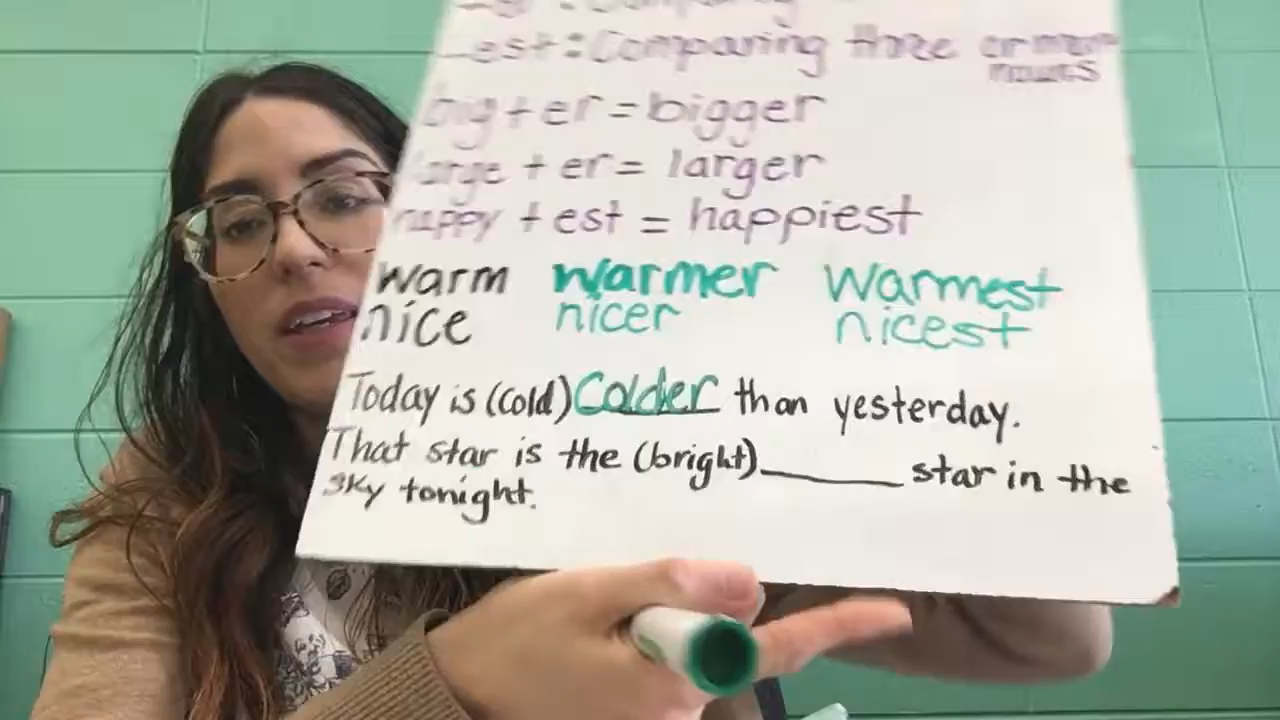 -est: Comparing three or more
nouns
big + er = bigger
large + er = larger
happy + est = happiest
warm warmer warmest
nice nicer nicest
Today is (cold) Colder than yesterday.
That star is the (bright)______ star in the
sky tonight.